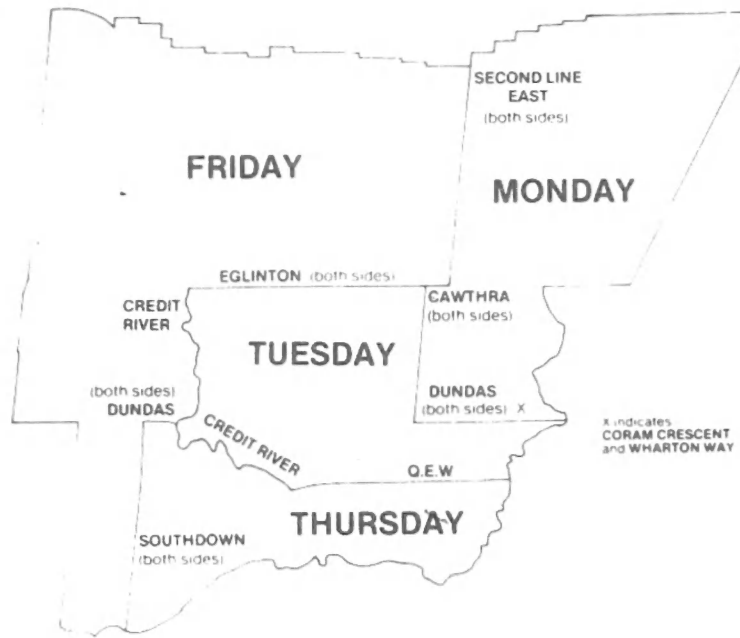 SECOND LINE
EAST
(both sides)
FRIDAY
MONDAY
EGLINTON (both sides)
CREDIT
RIVER
CAWTHRA
(both sides)
TUESDAY
(both sides)
DUNDAS
DUNDAS
(both sides) X
X indicates
CORAM CRESCENT
and WHARTON WAY
CREDIT RIVER
Q.E.W
THURSDAY
SOUTHDOWN
(both sides)